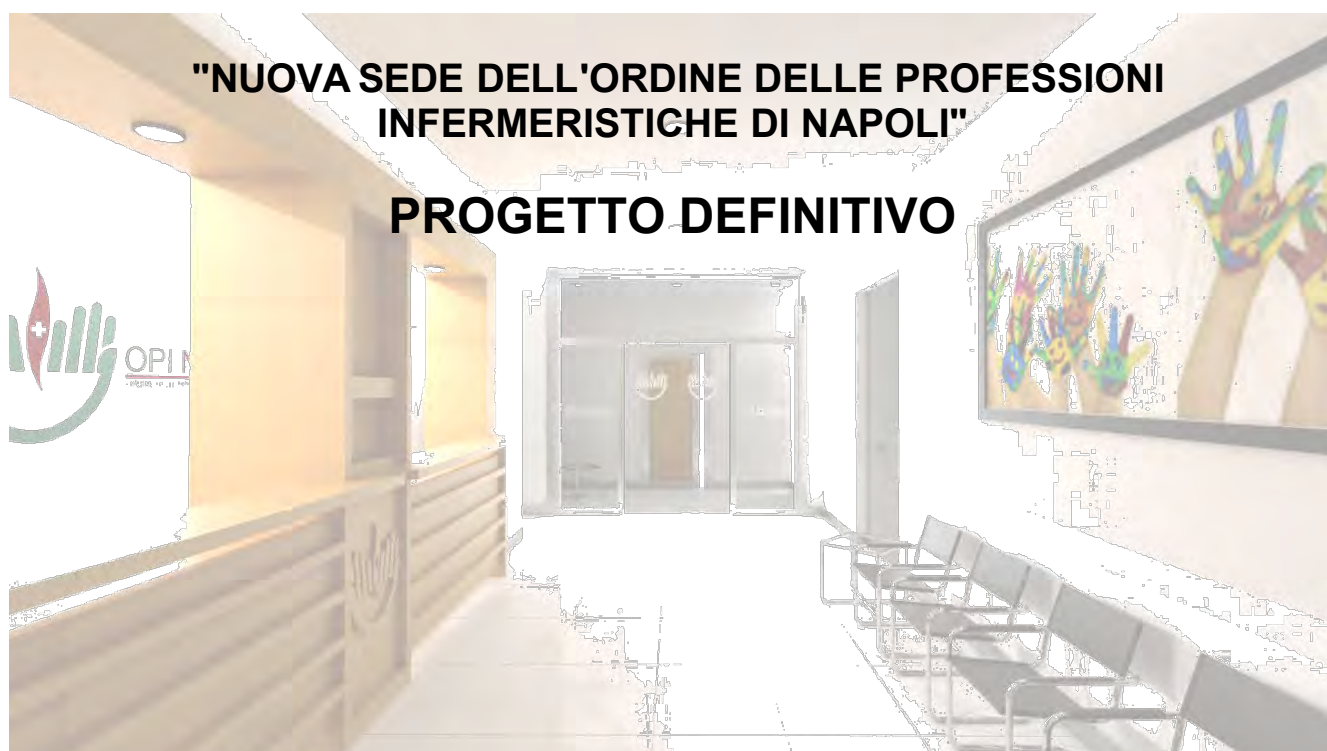 "NUOVA SEDE DELL'ORDINE DELLE PROFESSIONI
INFERMERISTICHE DI NAPOLI"
PROGETTO DEFINITIVO
OPI N